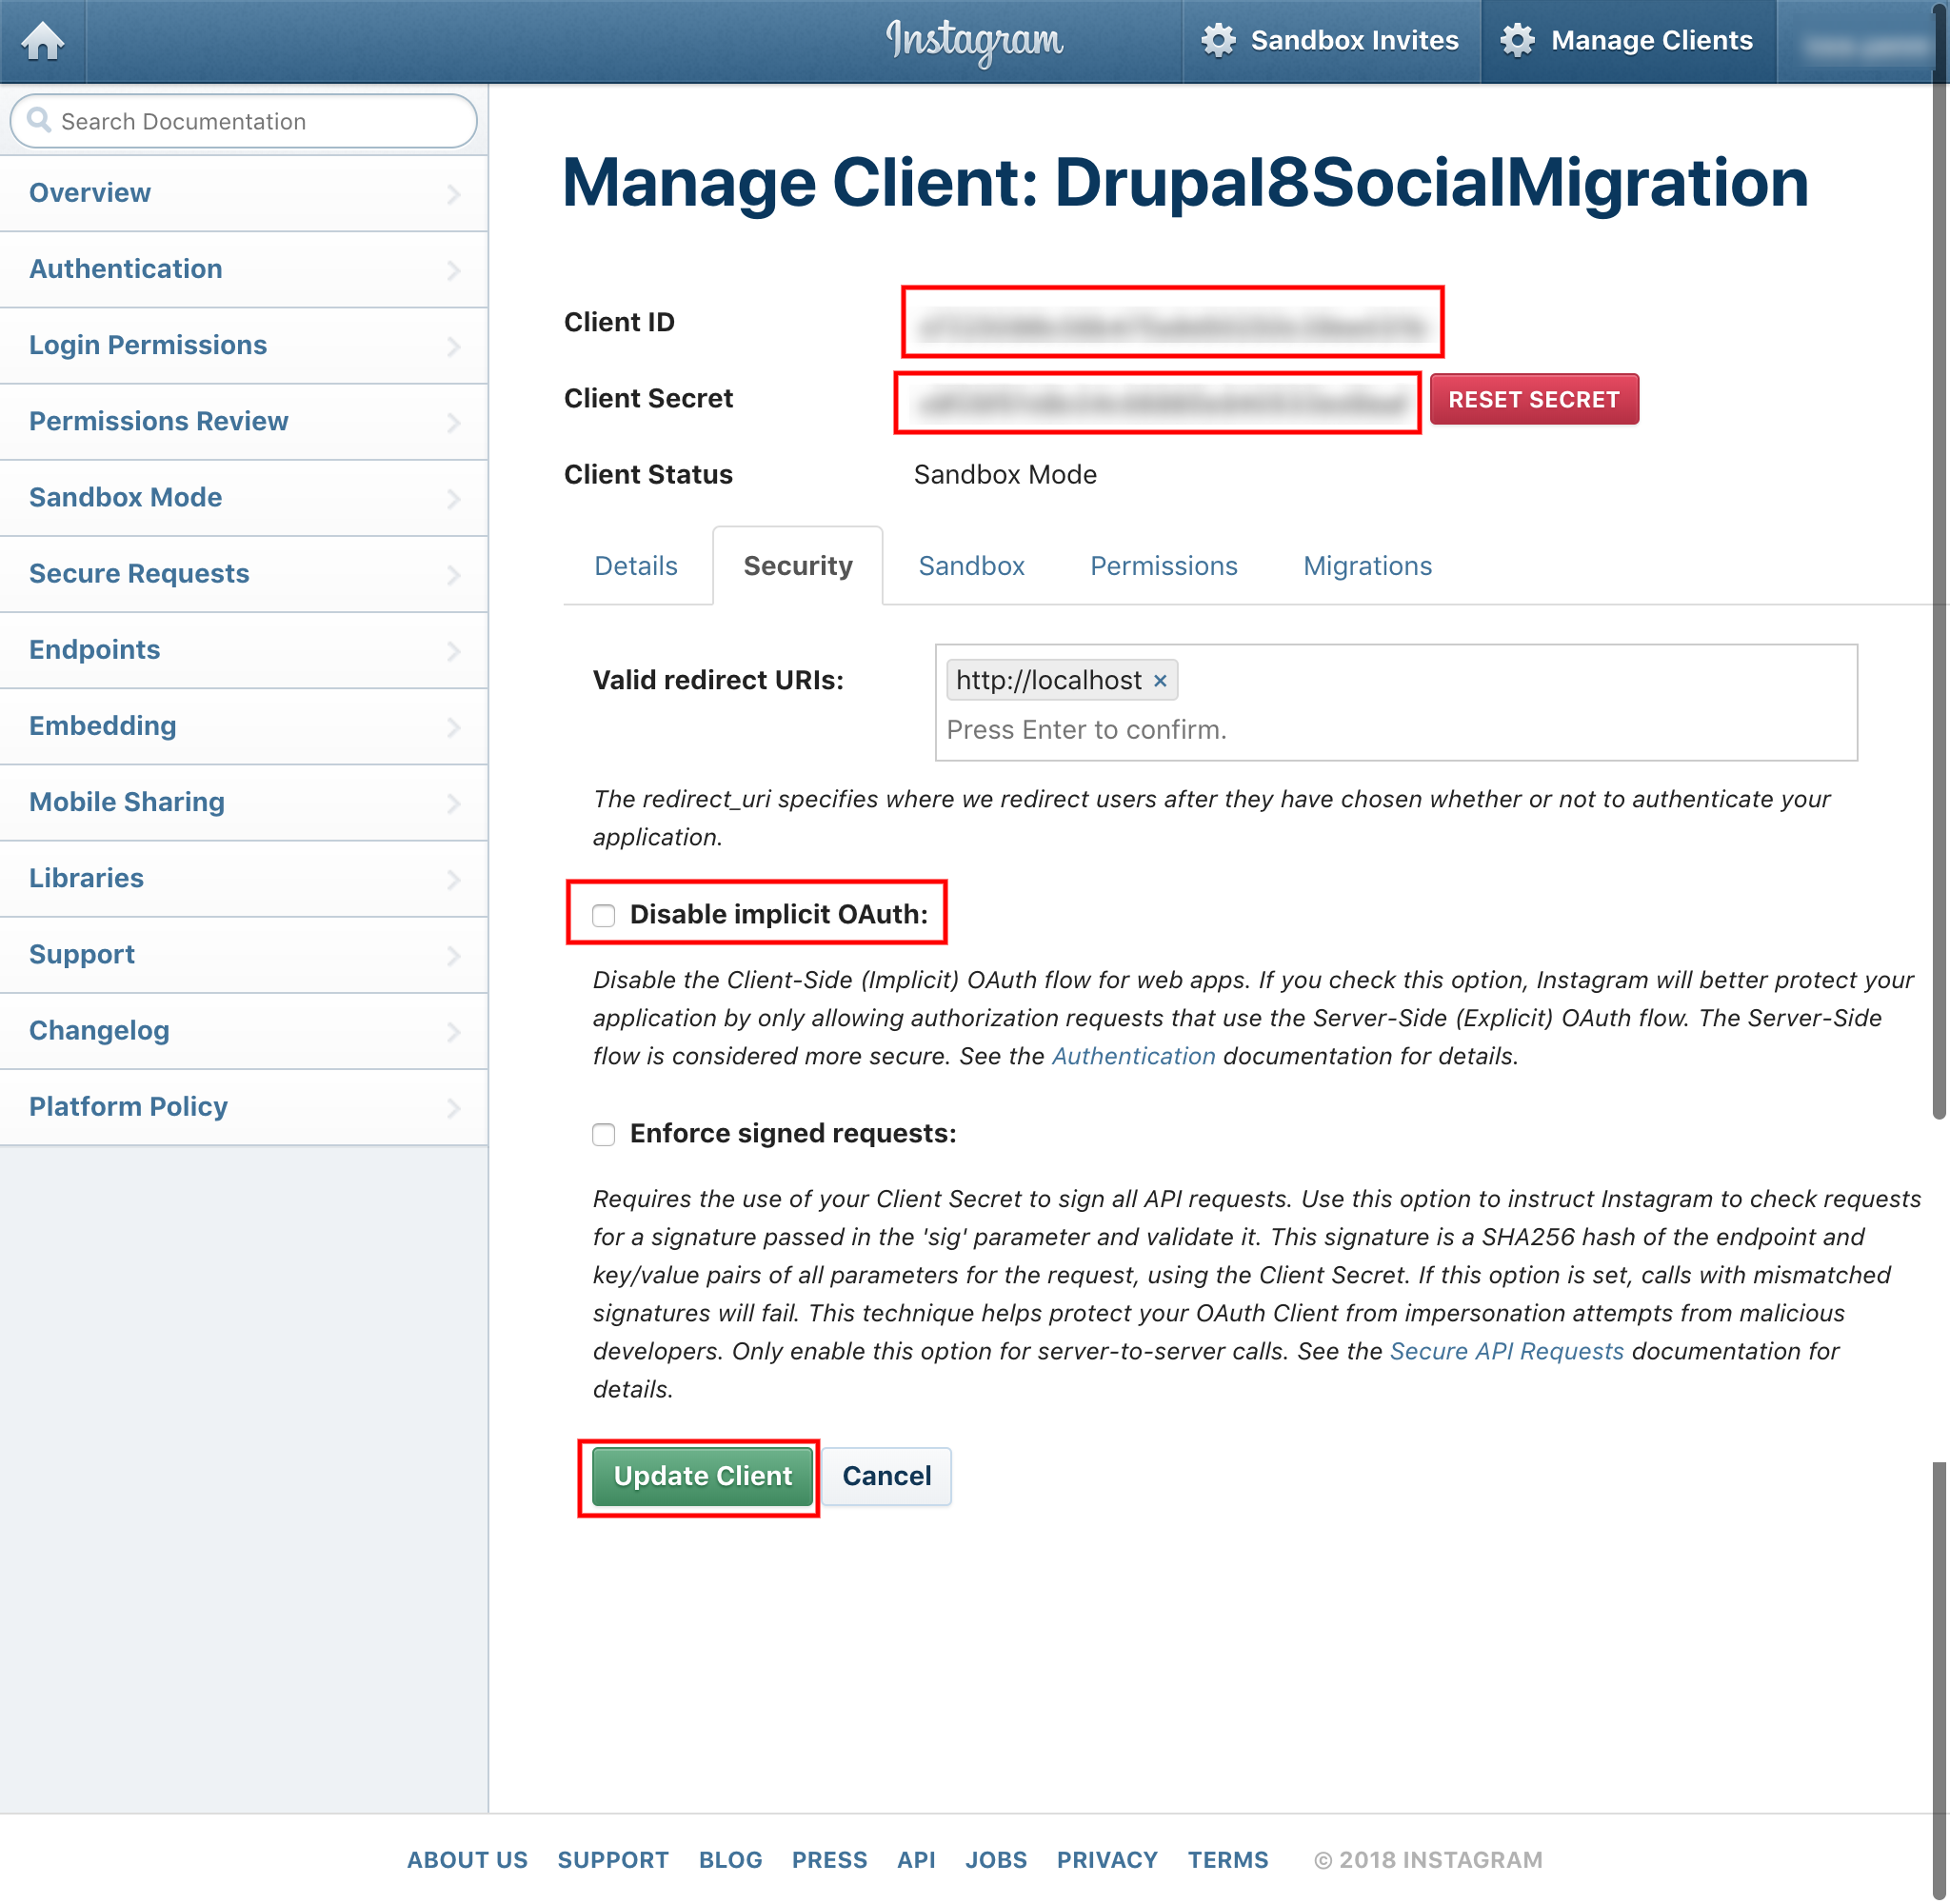 Instagram
Sandbox Invites
Manage Clients
Search Documentation
Overview
Authentication
Login Permissions
Permissions Review
Sandbox Mode
Secure Requests
Endpoints
Embedding
Mobile Sharing
Libraries
Support
Changelog
Platform Policy
Manage Client: Drupal8SocialMigration
Client ID
Client Secret
RESET SECRET
Client Status Sandbox Mode
Details Security Sandbox Permissions Migrations
Valid redirect URIs: http://localhost ×
Press Enter to confirm.
The redirect_uri specifies where we redirect users after they have chosen whether or not to authenticate your
application.
Disable implicit OAuth:
Disable the Client-Side (Implicit) OAuth flow for web apps. If you check this option, Instagram will better protect your
application by only allowing authorization requests that use the Server-Side (Explicit) OAuth flow. The Server-Side
flow is considered more secure. See the Authentication documentation for details.
Enforce signed requests:
Requires the use of your Client Secret to sign all API requests. Use this option to instruct Instagram to check requests
for a signature passed in the 'sig' parameter and validate it. This signature is a SHA256 hash of the endpoint and
key/value pairs of all parameters for the request, using the Client Secret. If this option is set, calls with mismatched
signatures will fail. This technique helps protect your OAuth Client from impersonation attempts from malicious
developers. Only enable this option for server-to-server calls. See the Secure API Requests documentation for
details.
Update Client Cancel
ABOUT US SUPPORT BLOG PRESS API JOBS PRIVACY TERMS © 2018 INSTAGRAM